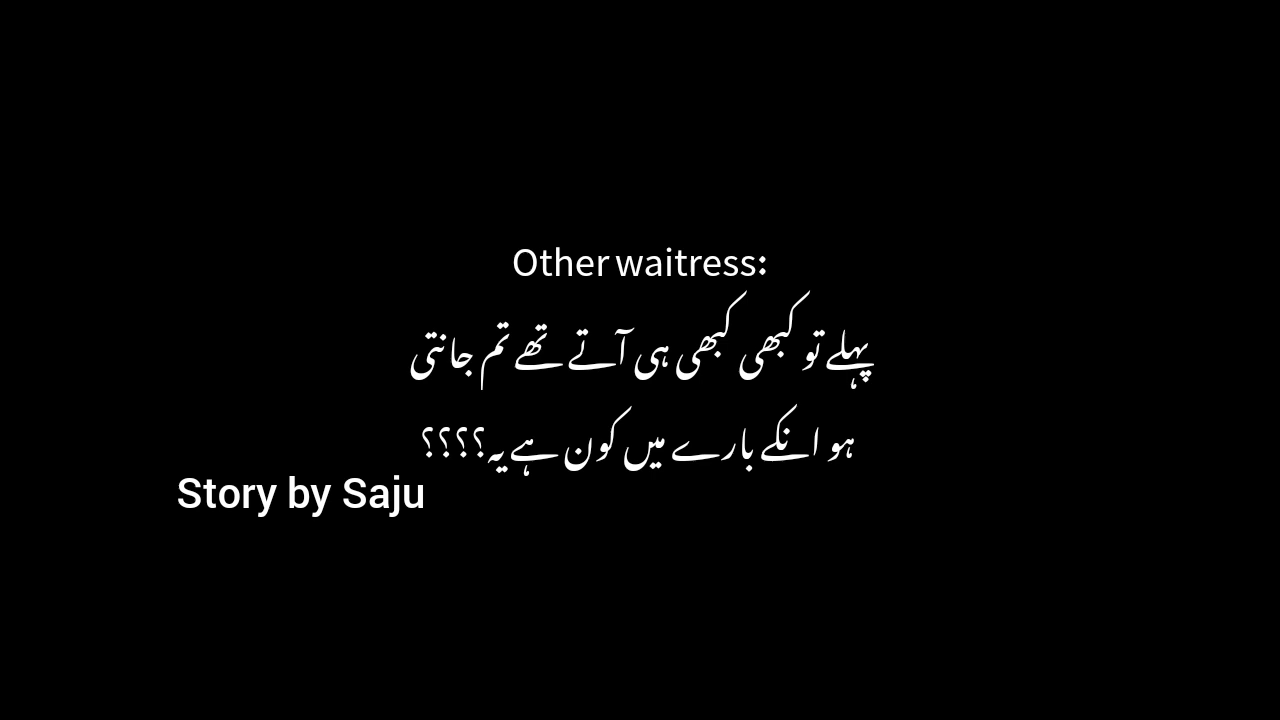 Other waitress:
پہلے تو کبھی کبھی ہی آتے تھے تم جانتی
ہو انکے بارے میں کون ہے یہ؟؟؟؟
Story by Saju